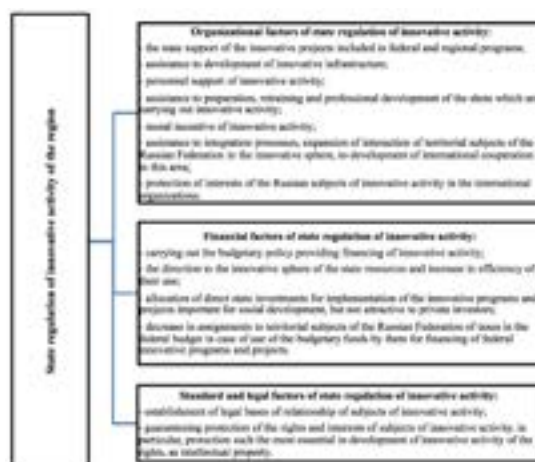 State regulation of innovative activity of the region
Organizational factors of state regulation of innovative activity:
- the state support of the innovative projects included in federal and regional programs;
- assistance to development of innovative infrastructure;
- personnel support of innovative activity;
- assistance to preparation, retraining and professional development of the shots which are
carrying out innovative activity;
- moral incentive of innovative activity;
- assistance to integration processes, expansion of interaction of territorial subjects of the
Russian Federation in the innovative sphere, to development of international cooperation
in this area;
- protection of interests of the Russian subjects of innovative activity in the international
organizations.
Financial factors of state regulation of innovative activity:
- carrying out the budgetary policy providing financing of innovative activity;
- the direction to the innovative sphere of the state resources and increase in efficiency of
their use;
- allocation of direct state investments for implementation of the innovative programs and
projects important for social development, but not attractive to private investors;
- decrease in assignments to territorial subjects of the Russian Federation of taxes in the
federal budget in case of use of the budgetary funds by them for financing of federal
innovative programs and projects.
Standard and legal factors of state regulation of innovative activity:
- establishment of legal bases of relationship of subjects of innovative activity;
- guaranteeing protection of the rights and interests of subjects of innovative activity, in
particular, protection such the most essential in development of innovative activity of the
rights, as intellectual property.